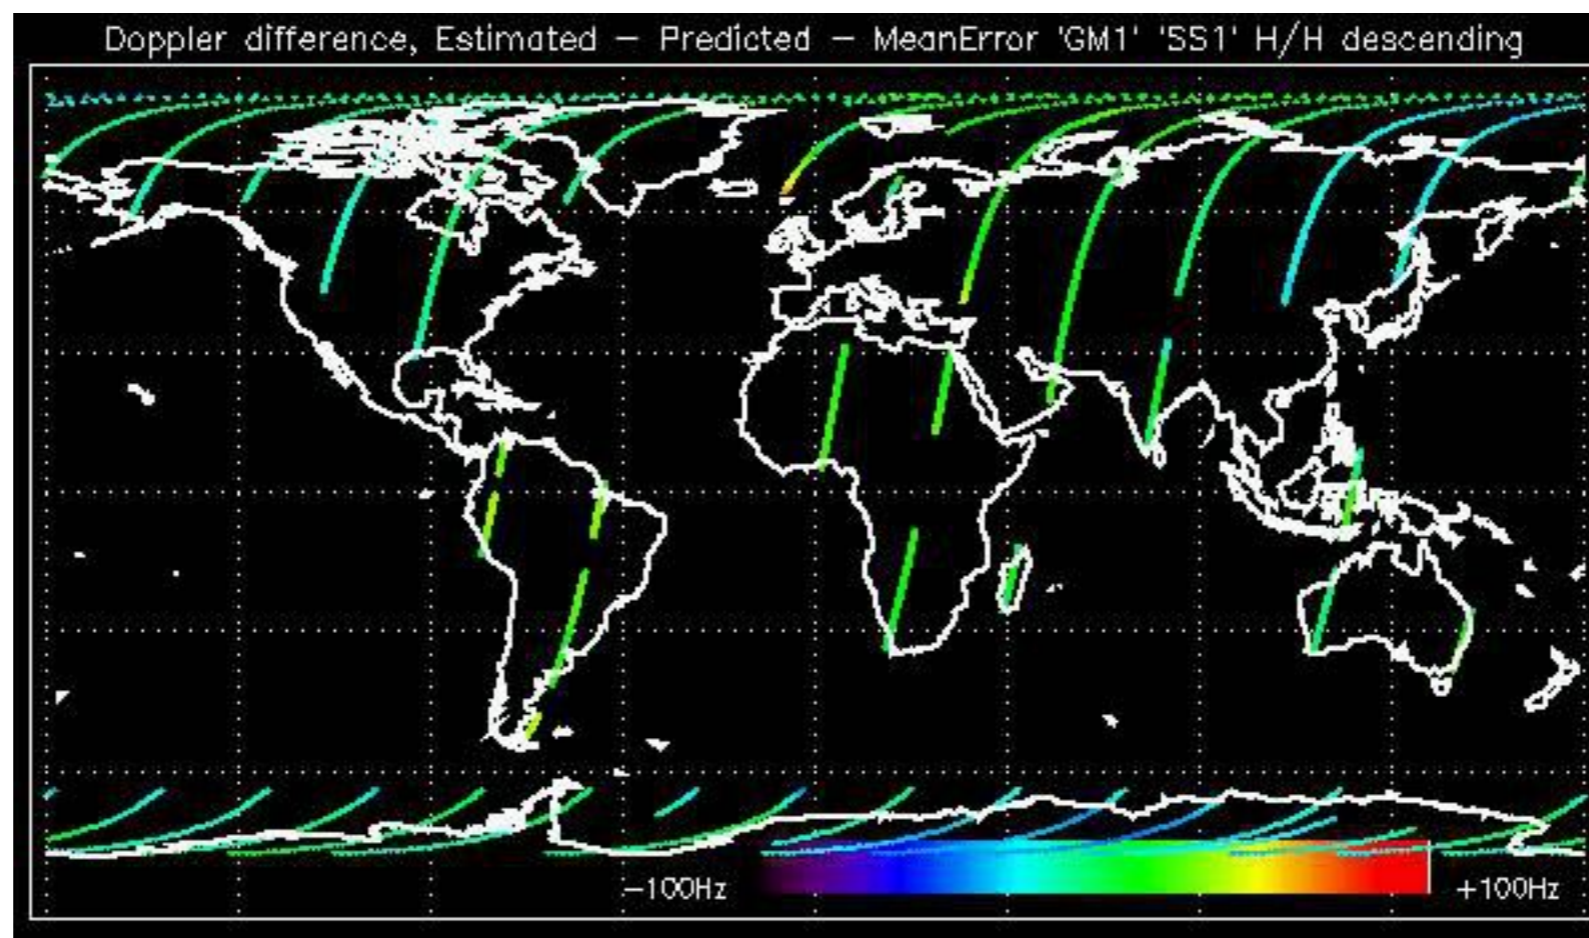 Doppler difference, Estimated – Predicted – MeanError 'GM1' 'SS1' H/H descending
–100Hz +100Hz